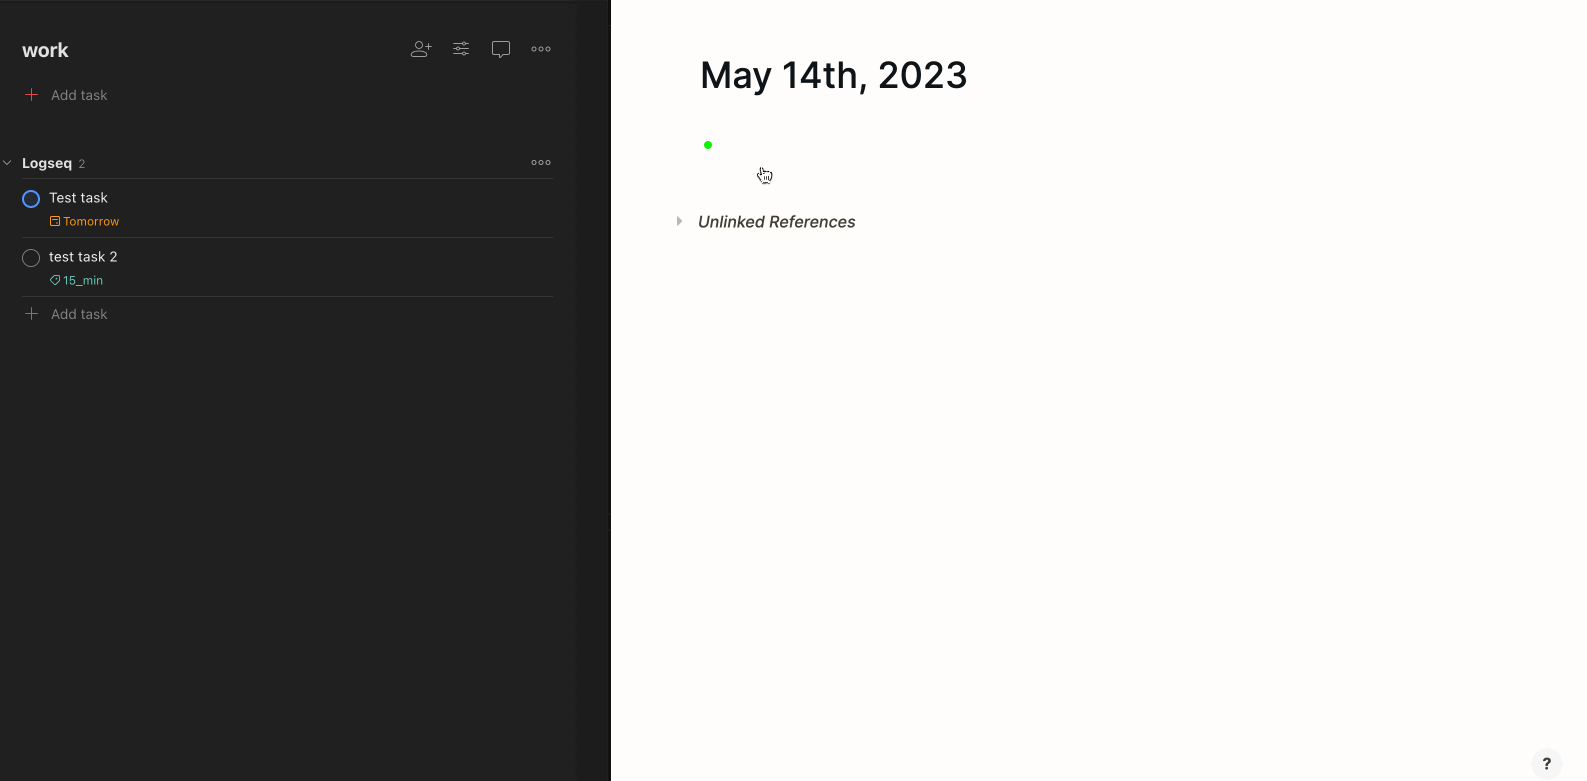 work
Add task
Logseq 2
Test task
Tomorrow
test task 2
15_min
Add task
May 14th, 2023
Unlinked References
?